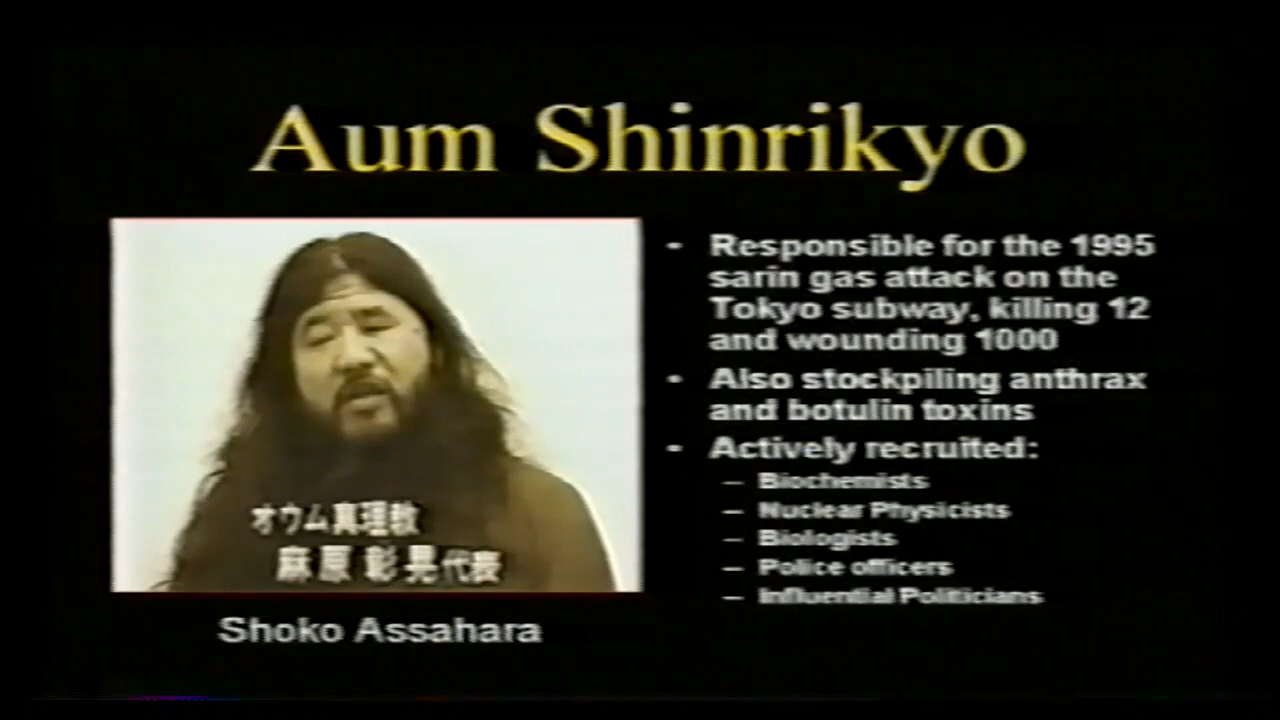 Aum Shinrikyo
オウム真理教
麻原彰晃代表
Shoko Assahara
- Responsible for the 1995
sarin gas attack on the
Tokyo subway, killing 12
and wounding 1000
- Also stockpiling anthrax
and botulin toxins
- Actively recruited:
– Biochemists
– Nuclear Physicists
– Biologists
– Police officers
– Influential Politicians